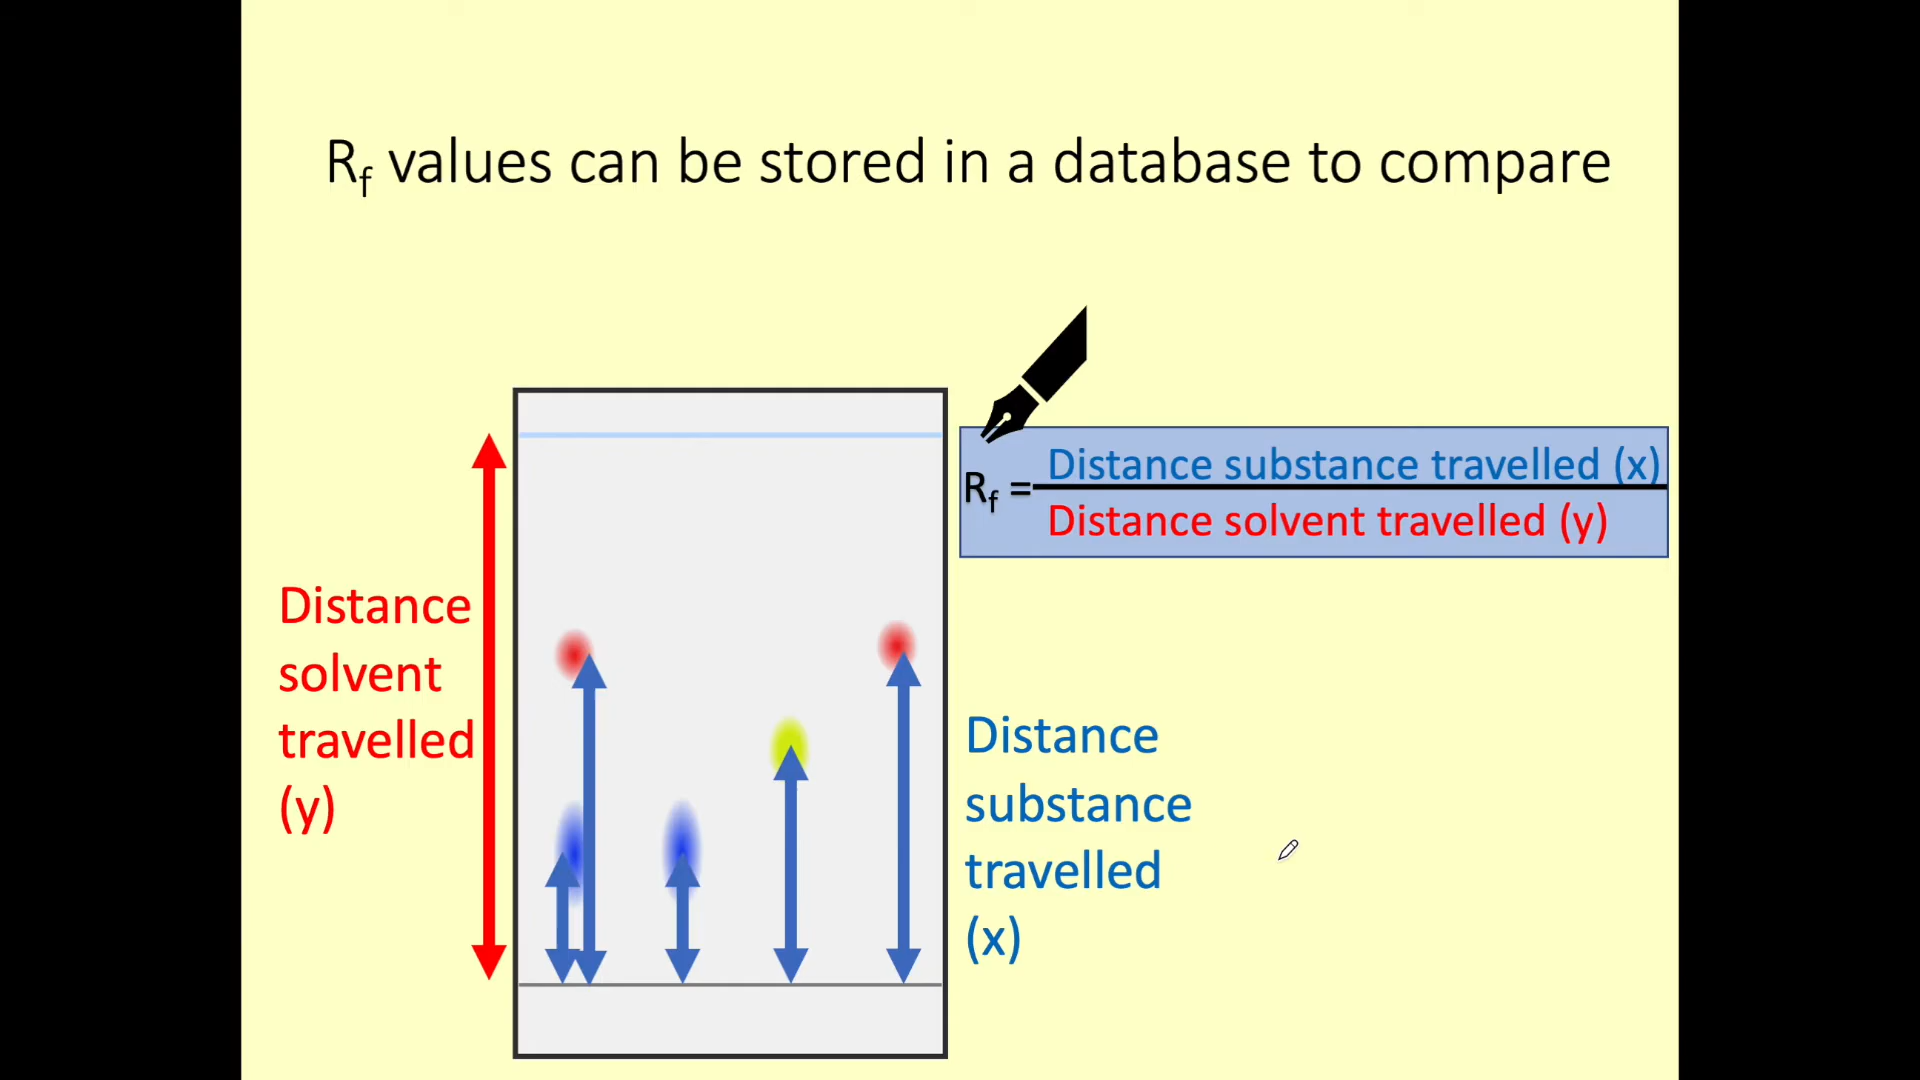 Rf values can be stored in a database to compare
Distance substance travelled (x)
Rf =
Distance solvent travelled (y)
Distance
solvent
travelled
(y)
Distance
substance
travelled
(x)